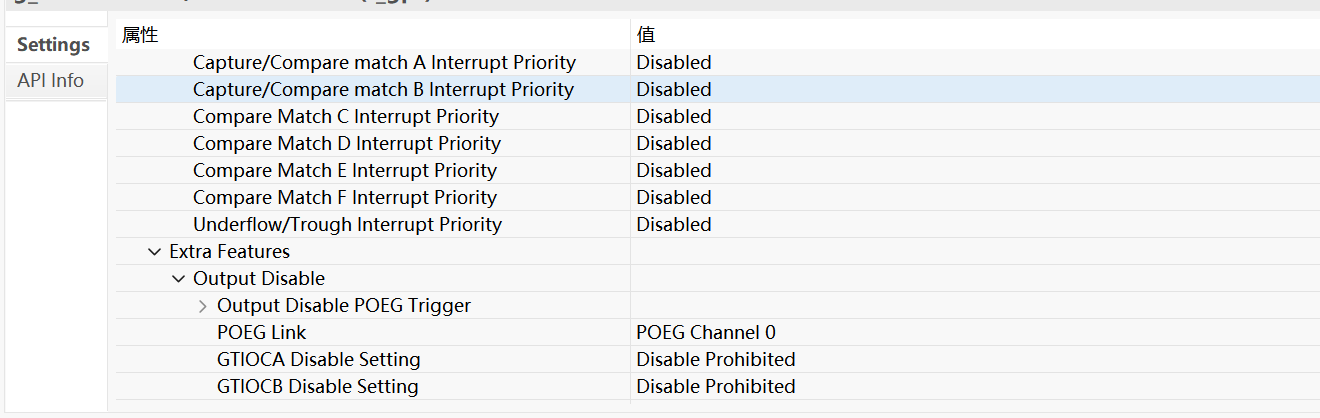 Settings
API Info
属性 值
Capture/Compare match A Interrupt Priority Disabled
Capture/Compare match B Interrupt Priority Disabled
Compare Match C Interrupt Priority Disabled
Compare Match D Interrupt Priority Disabled
Compare Match E Interrupt Priority Disabled
Compare Match F Interrupt Priority Disabled
Underflow/Trough Interrupt Priority Disabled
Extra Features
Output Disable
Output Disable POEG Trigger
POEG Link POEG Channel 0
GTIOCA Disable Setting Disable Prohibited
GTIOCB Disable Setting Disable Prohibited